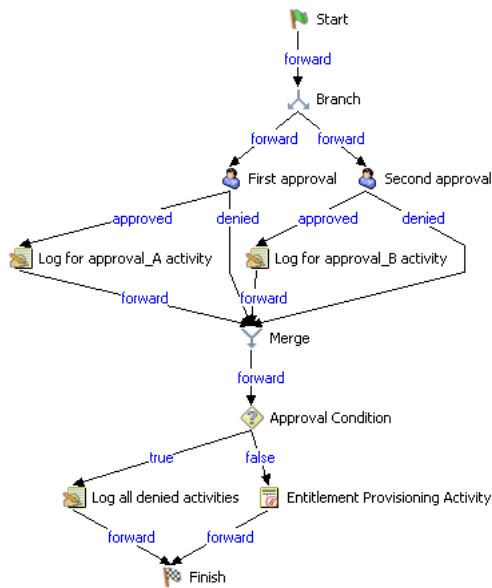 Start
forward
Branch
forward forward
First approval Second approval
approved denied approved denied
Log for approval_A activity Log for approval_B activity
forward forward
Merge
forward
Approval Condition
true false
Log all denied activities Entitlement Provisioning Activity
forward forward
Finish